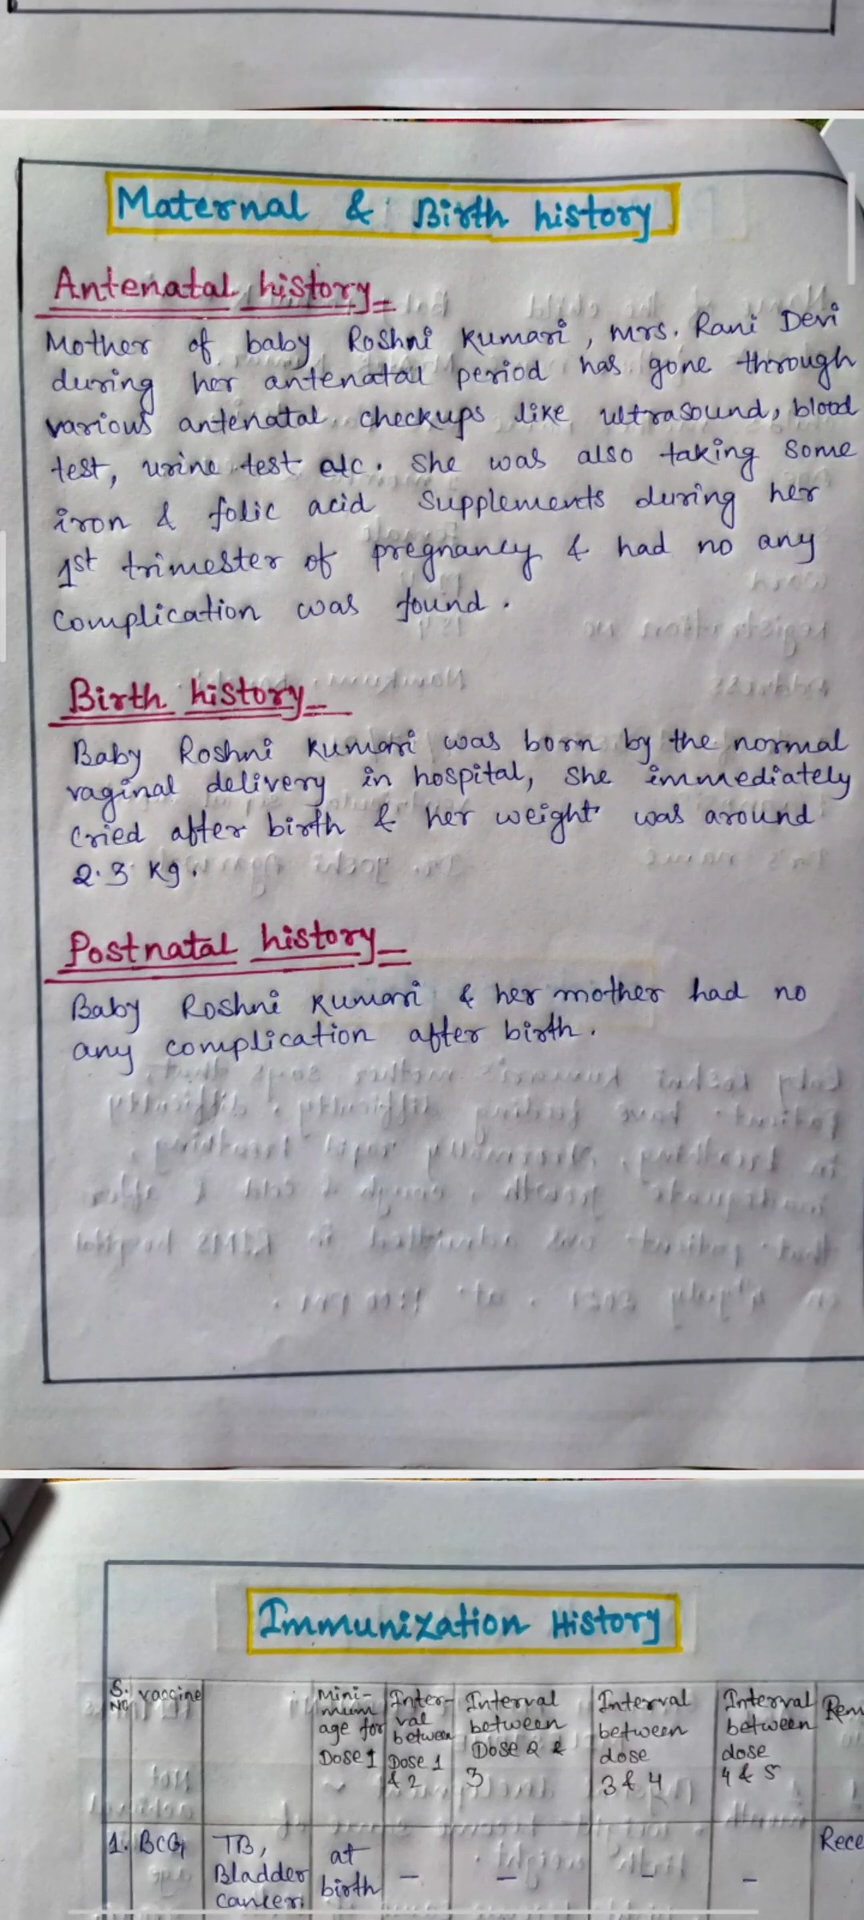 Maternal & Birth history
Antenatal history
Mother of baby Roshni Kumari, Mrs. Rani Devi
during her antenatal period has gone through
various antenatal checkups like ultrasound, blood
test, urine test etc. She was also taking some
iron & folic acid supplements during her
1st trimester of pregnancy & had no any
complication was found.
Birth history
Baby Roshni Kumari was born by the normal
vaginal delivery in hospital, She immediately
cried after birth & her weight was around
2.3 Kg.
Postnatal history
Baby Roshni Kumari & her mother had no
any complication after birth.
Immunization History
S. NO vaccine Mini-mum age for Dose 1 Inter-val between Dose 1 & 2 Interval between Dose 2 & 3 Interval between dose 3 & 4 Interval between dose 4 & 5 Rem
1. BCG TB, Bladder cancer at birth – – – – Rece